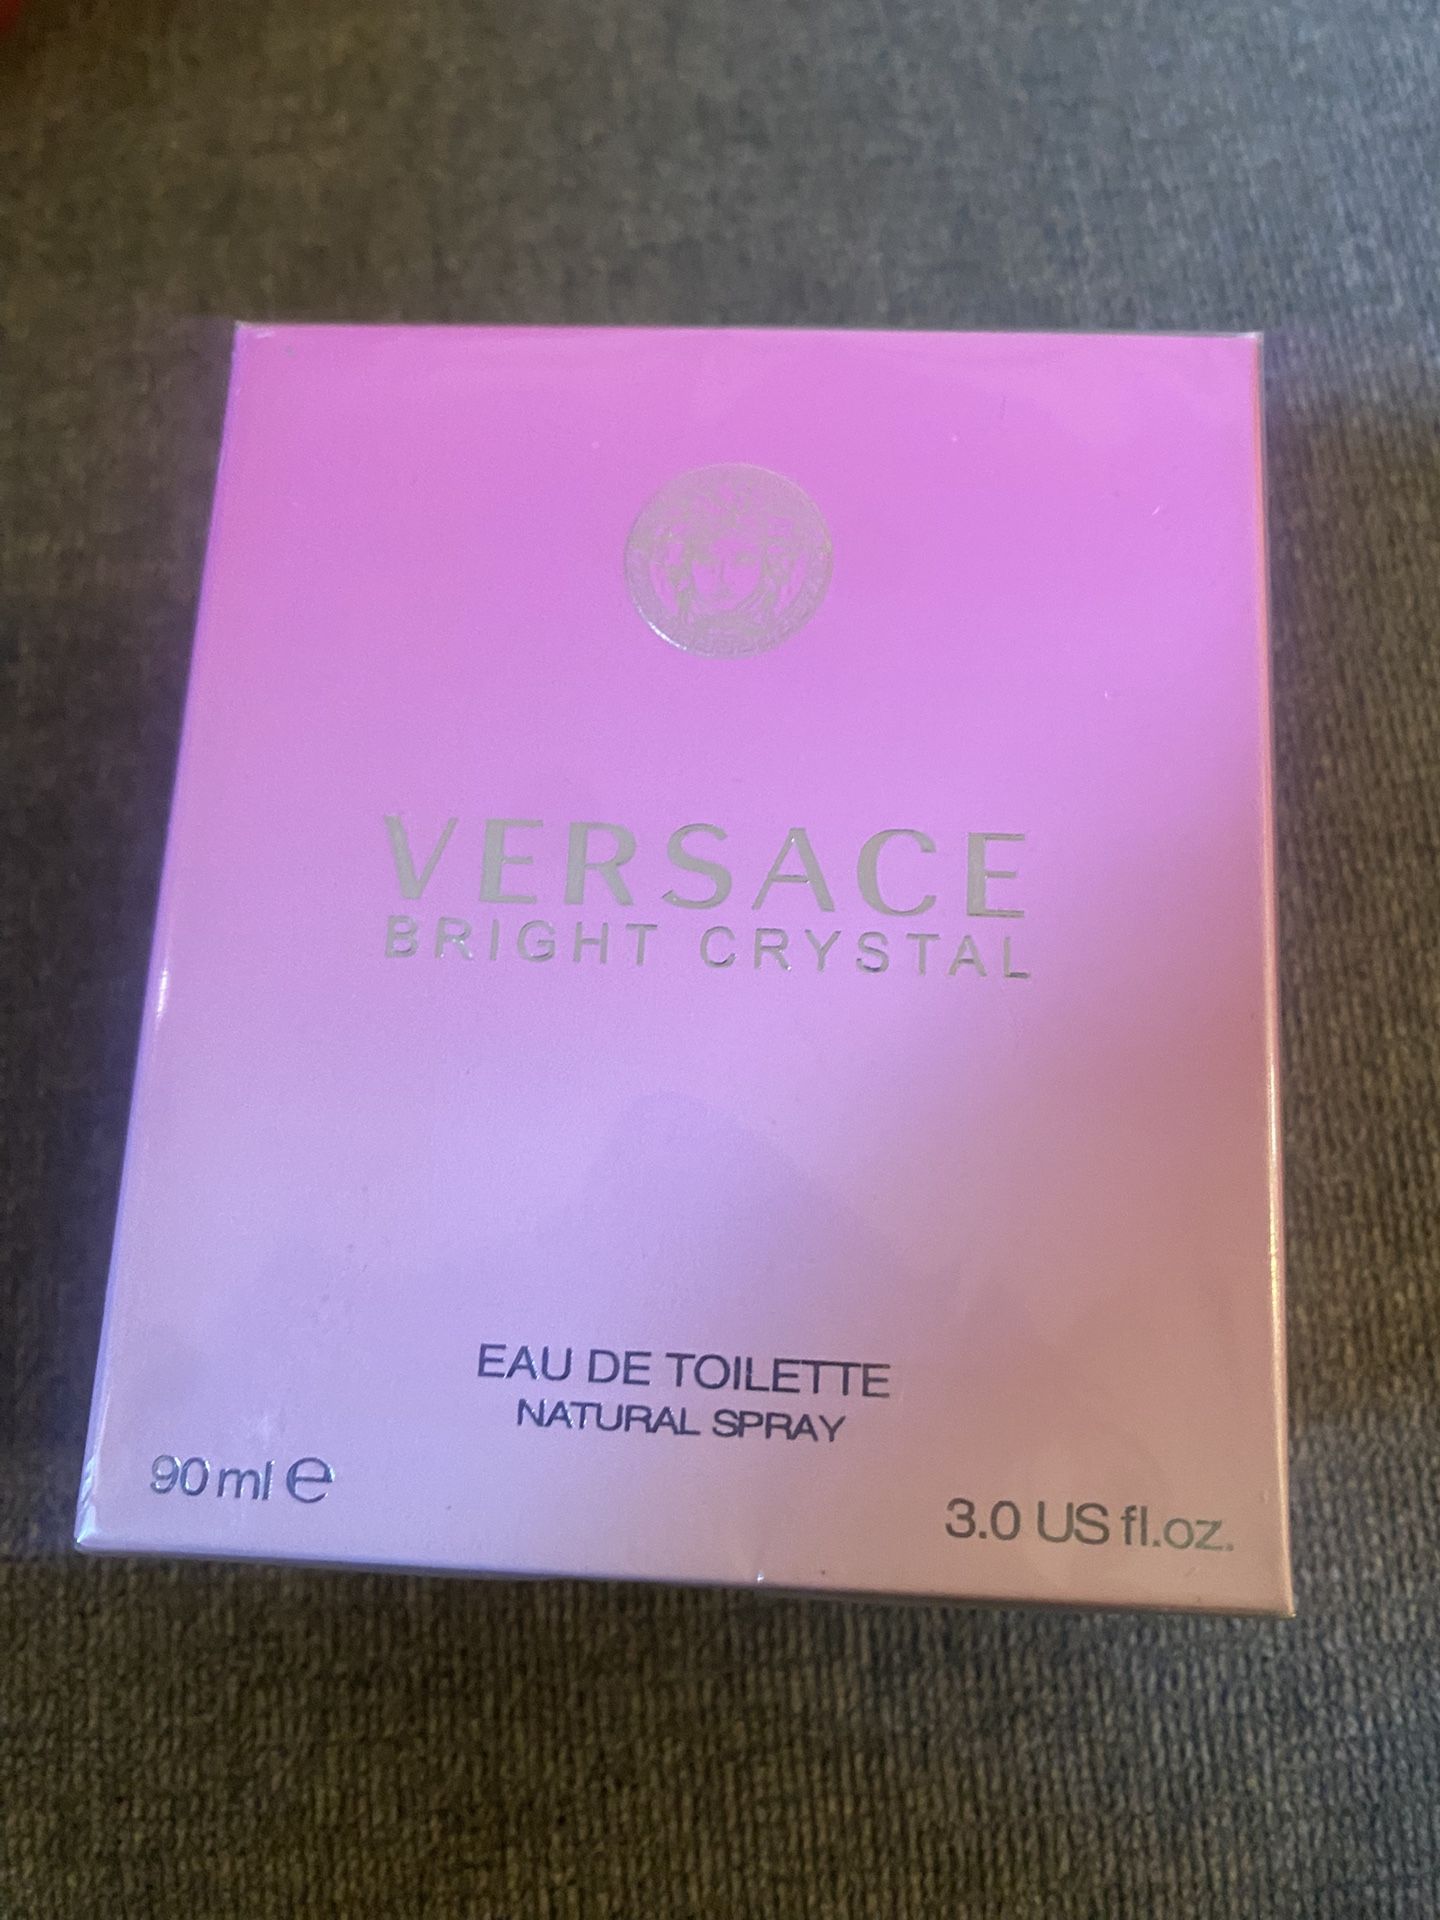 VERSACE
BRIGHT CRYSTAL
EAU DE TOILETTE
NATURAL SPRAY
90 ml e
3.0 US fl.oz.